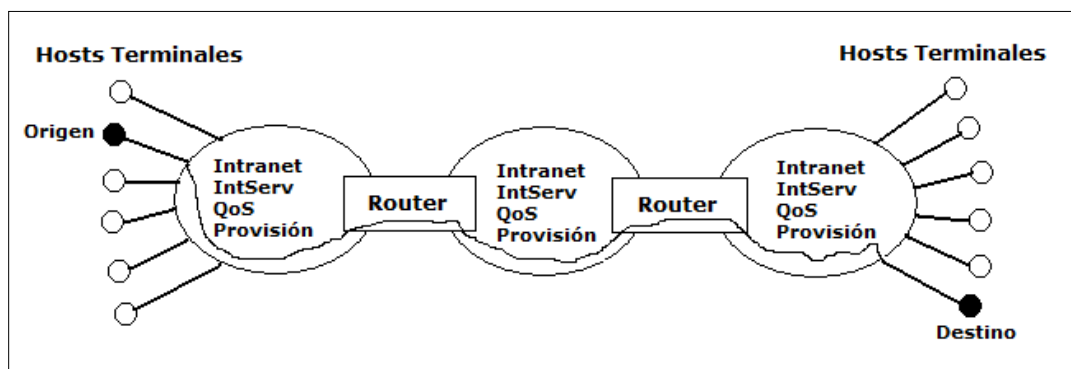 Hosts Terminales
Hosts Terminales
Origen
Intranet
IntServ
QoS
Provisión
Router
Intranet
IntServ
QoS
Provisión
Router
Intranet
IntServ
QoS
Provisión
Destino